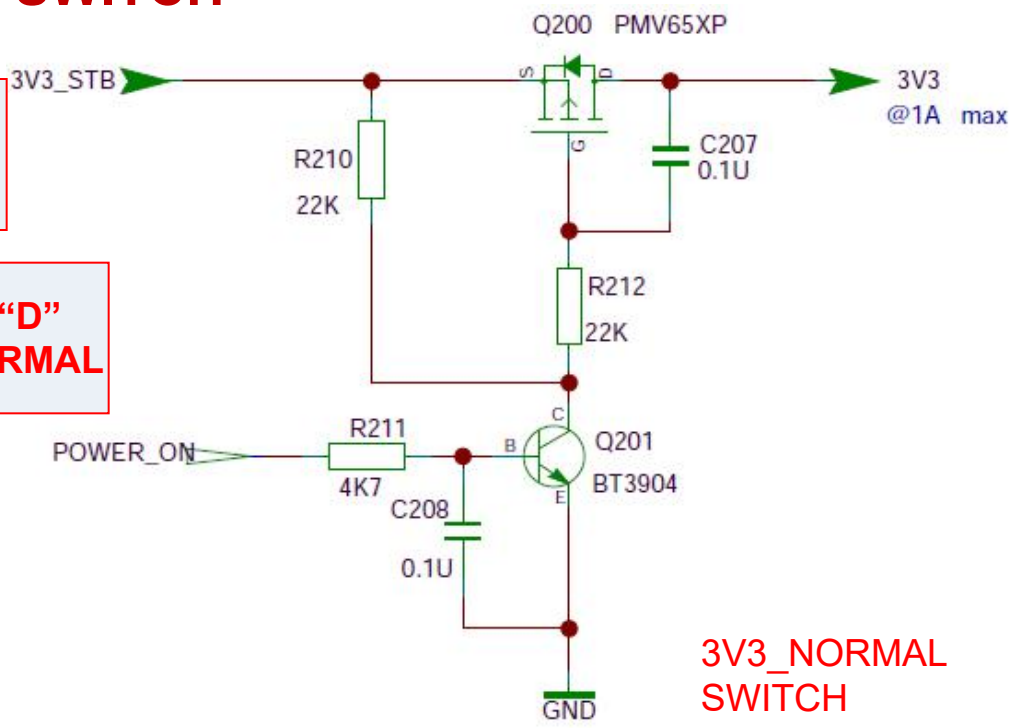 SWITCH
Q200 PMV65XP
3V3_STB
S
D
3V3
@1A max
G
R210
22K
C207
0.1U
R212
22K
“D”
RMAL
R211
4K7
POWER_ON
C
B
E
Q201
BT3904
C208
0.1U
3V3_NORMAL
SWITCH
GND